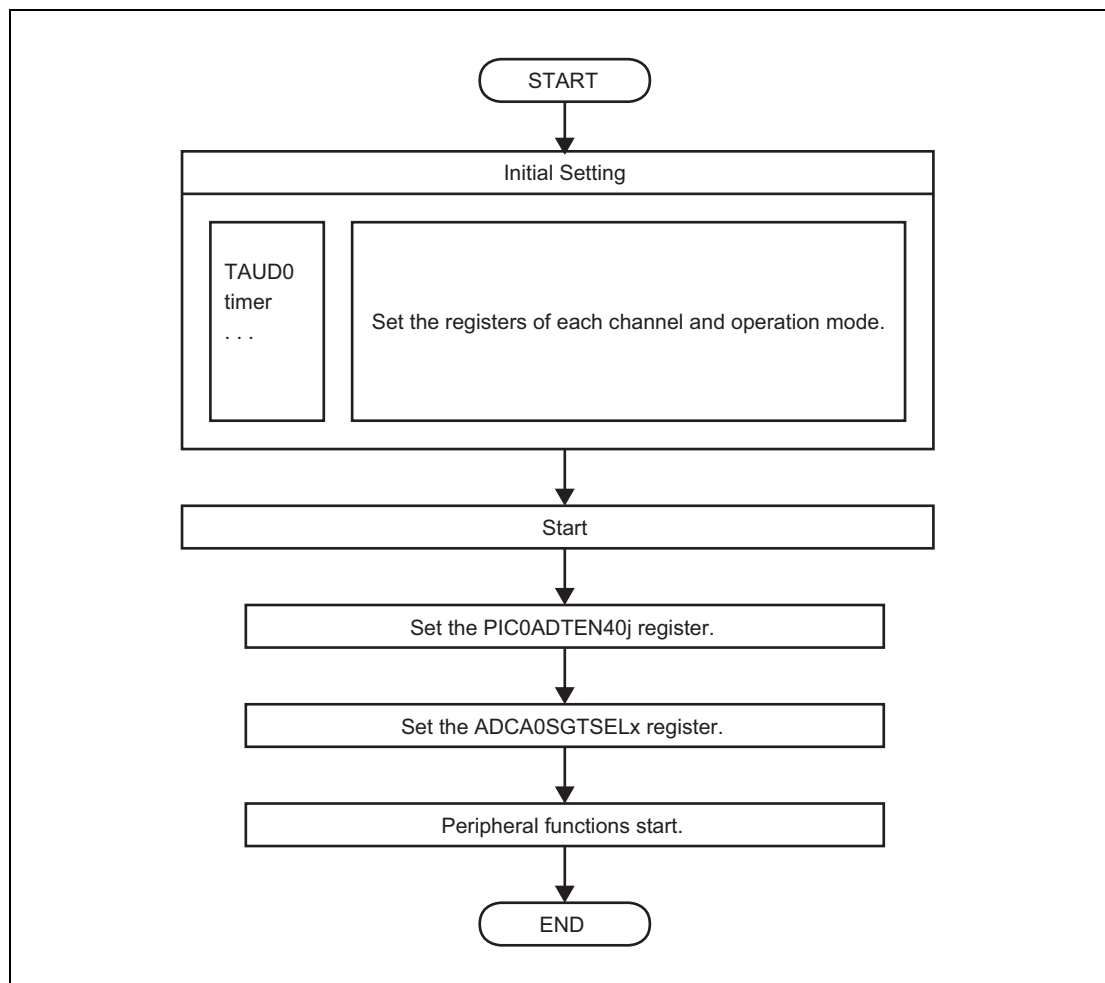 START
Initial Setting
TAUD0
timer
. . .
Set the registers of each channel and operation mode.
Start
Set the PIC0ADTEN40j register.
Set the ADCA0SGTSELx register.
Peripheral functions start.
END